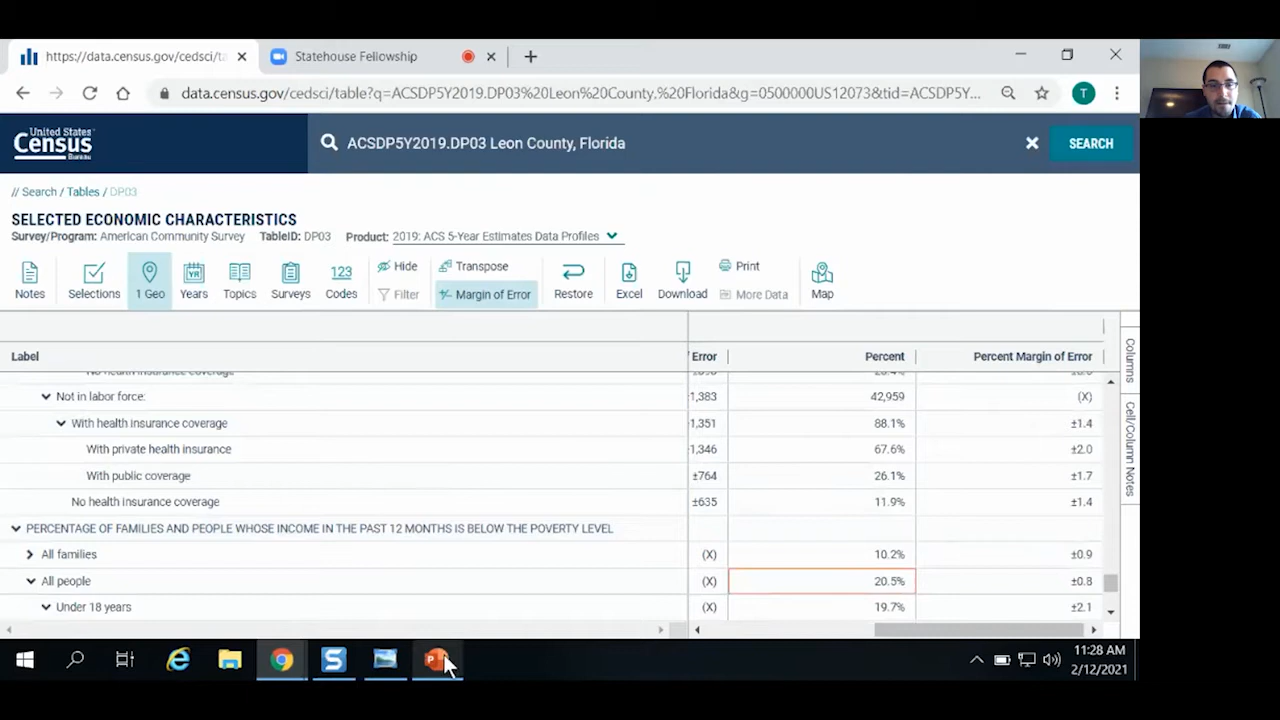 https://data.census.gov/cedsci/ta
Statehouse Fellowship
data.census.gov/cedsci/table?q=ACSDP5Y2019.DP03%20Leon%20County,%20Florida&g=0500000US12073&tid=ACSDP5Y...
T
United States
Census
Bureau
ACSDP5Y2019.DP03 Leon County, Florida
SEARCH
// Search / Tables / DP03
SELECTED ECONOMIC CHARACTERISTICS
Survey/Program: American Community Survey TableID: DP03 Product: 2019: ACS 5-Year Estimates Data Profiles
Notes
Selections
1 Geo
YR
Years
Topics
Surveys
123
Codes
Hide
Filter
Transpose
Margin of Error
Restore
Excel
Download
Print
More Data
Map
Label Error Percent Percent Margin of Error
No health insurance coverage
Not in labor force: 1,383 42,959 (X)
With health insurance coverage 1,351 88.1% ±1.4
With private health insurance 1,346 67.6% ±2.0
With public coverage ±764 26.1% ±1.7
No health insurance coverage ±635 11.9% ±1.4
PERCENTAGE OF FAMILIES AND PEOPLE WHOSE INCOME IN THE PAST 12 MONTHS IS BELOW THE POVERTY LEVEL
All families (X) 10.2% ±0.9
All people (X) 20.5% ±0.8
Under 18 years (X) 19.7% ±2.1
Columns
Cell/Column Notes
S
P
11:28 AM
2/12/2021